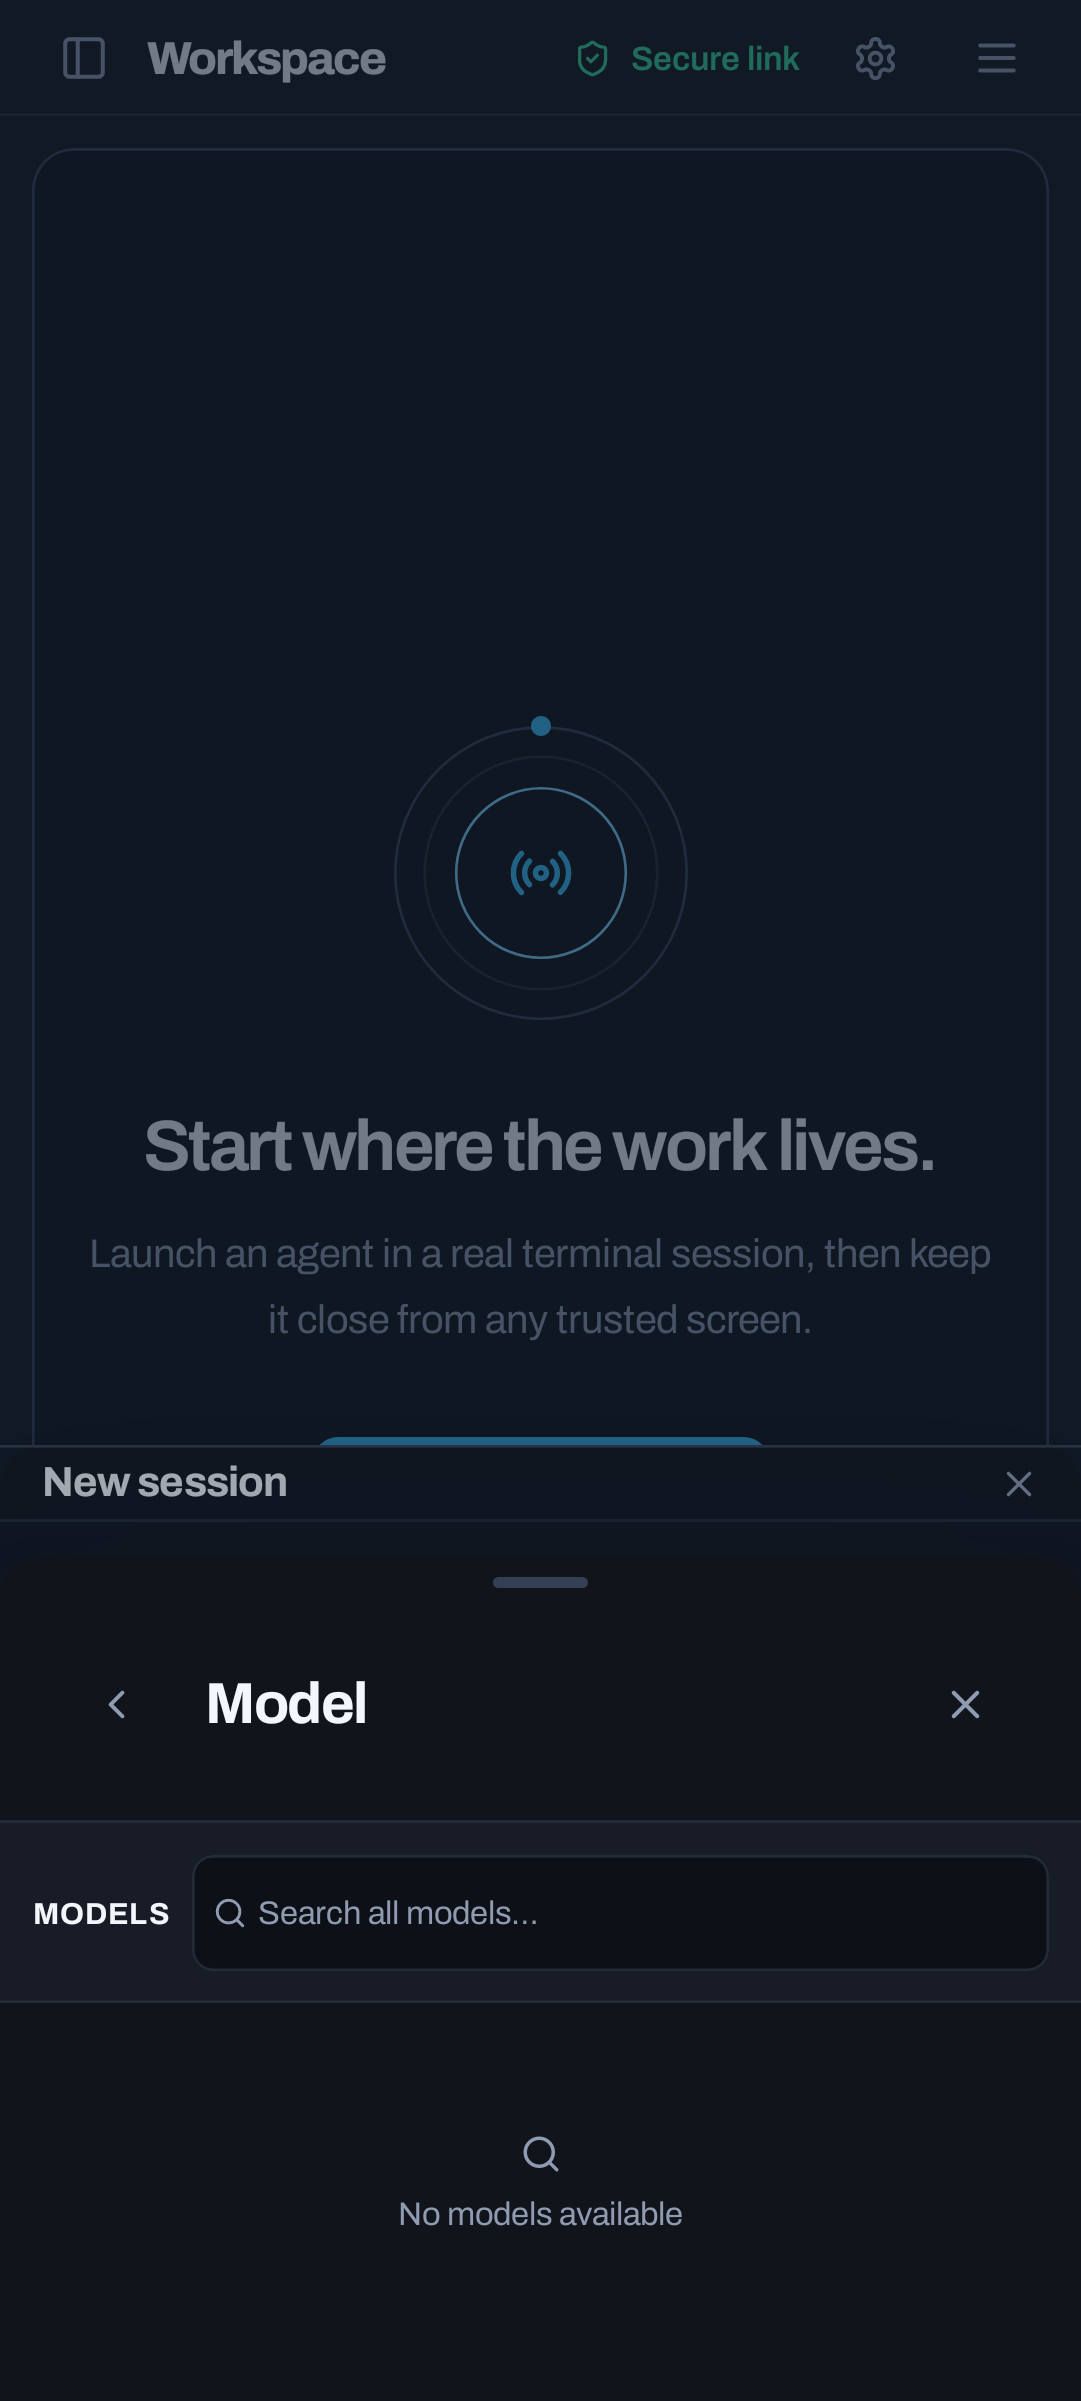 Workspace
Secure link
Start where the work lives.
Launch an agent in a real terminal session, then keep
it close from any trusted screen.
New session
Model
MODELS
Search all models...
No models available